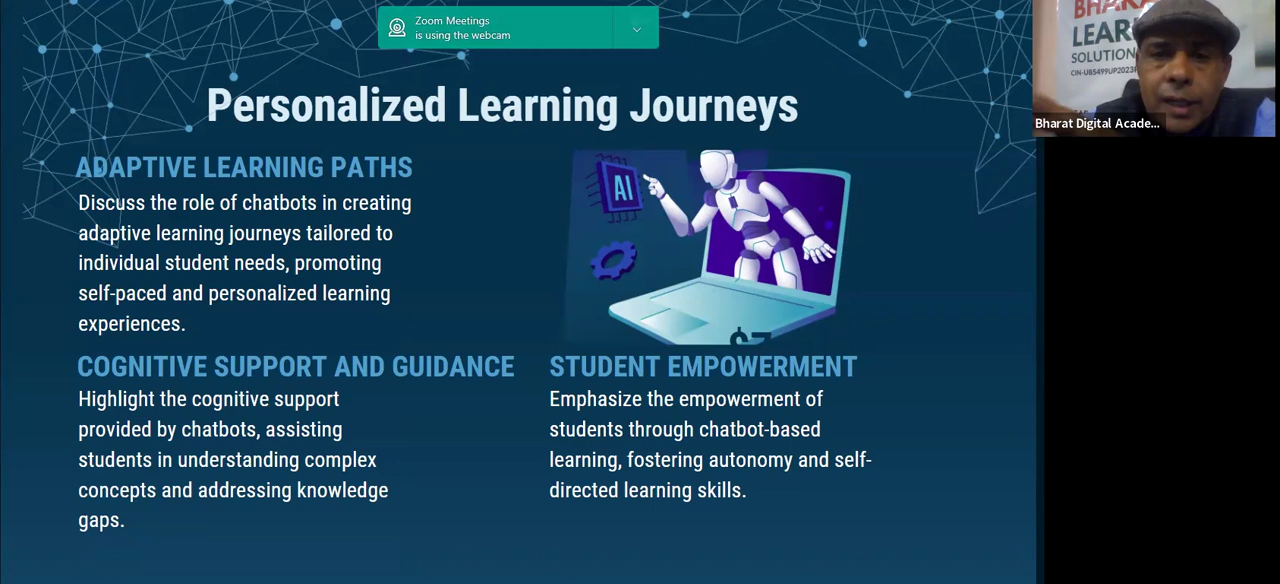 Zoom Meetings
is using the webcam
BHARA
LEAR
SOLUTION
Bharat Digital Acade...
Personalized Learning Journeys
ADAPTIVE LEARNING PATHS
Discuss the role of chatbots in creating
adaptive learning journeys tailored to
individual student needs, promoting
self-paced and personalized learning
experiences.
AI
COGNITIVE SUPPORT AND GUIDANCE
Highlight the cognitive support
provided by chatbots, assisting
students in understanding complex
concepts and addressing knowledge
gaps.
STUDENT EMPOWERMENT
Emphasize the empowerment of
students through chatbot-based
learning, fostering autonomy and self-
directed learning skills.